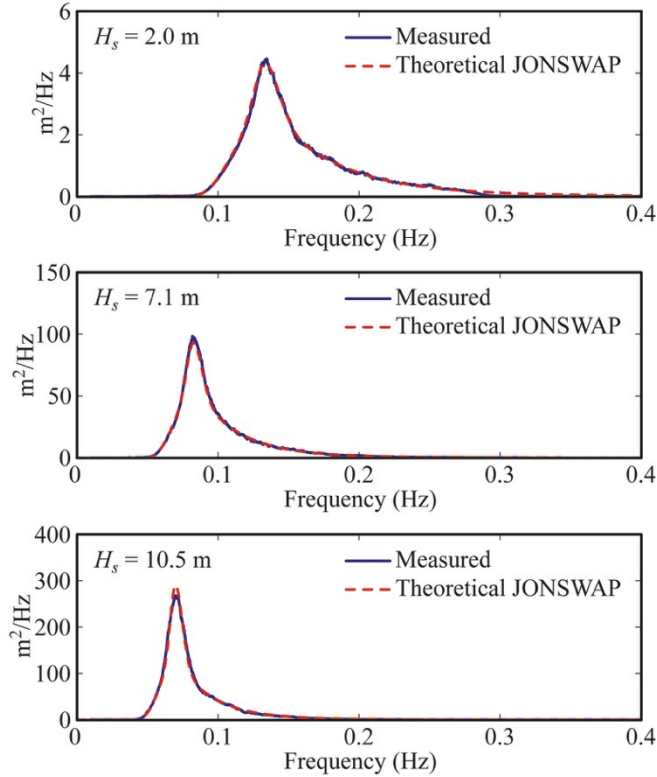 6
H_s = 2.0 m
Measured
Theoretical JONSWAP
4
m²/Hz
2
0
0 0.1 0.2 0.3 0.4
Frequency (Hz)
150
H_s = 7.1 m
Measured
Theoretical JONSWAP
100
m²/Hz
50
0
0 0.1 0.2 0.3 0.4
Frequency (Hz)
400
H_s = 10.5 m
Measured
Theoretical JONSWAP
300
m²/Hz
200
100
0
0 0.1 0.2 0.3 0.4
Frequency (Hz)